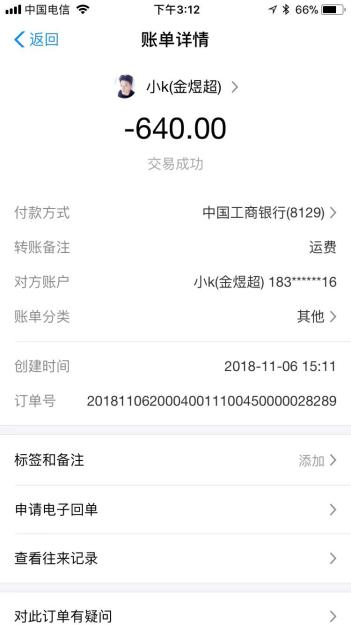 中国电信 下午3:12 66%
返回 账单详情
小k(金煜超)
-640.00
交易成功
付款方式 中国工商银行(8129)
转账备注 运费
对方账户 小k(金煜超) 183******16
账单分类 其他
创建时间 2018-11-06 15:11
订单号 20181106200040011100450000028289
标签和备注 添加
申请电子回单
查看往来记录
对此订单有疑问